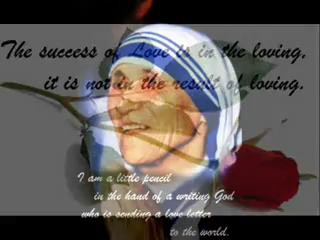 The success of Love is in the loving,
it is not in the result of loving.
I am a little pencil
in the hand of a writing God
who is sending a love letter
to the world.